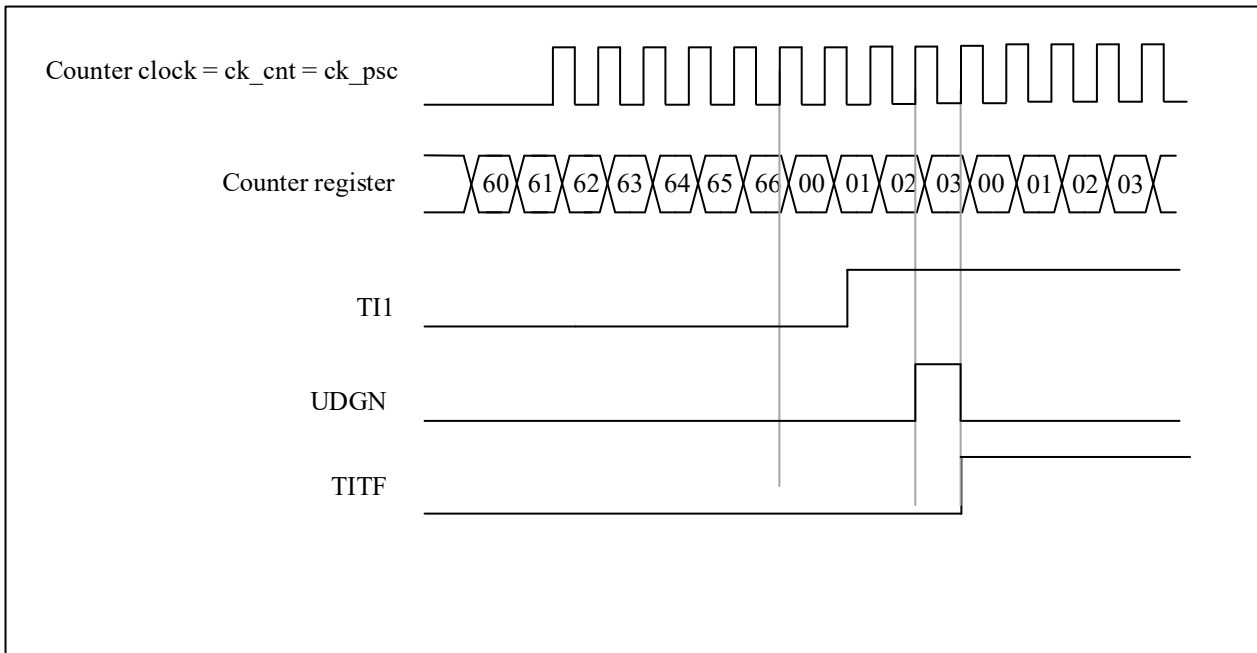 Counter clock = ck_cnt = ck_psc
Counter register 60 61 62 63 64 65 66 00 01 02 03 00 01 02 03
TI1
UDGN
TITF